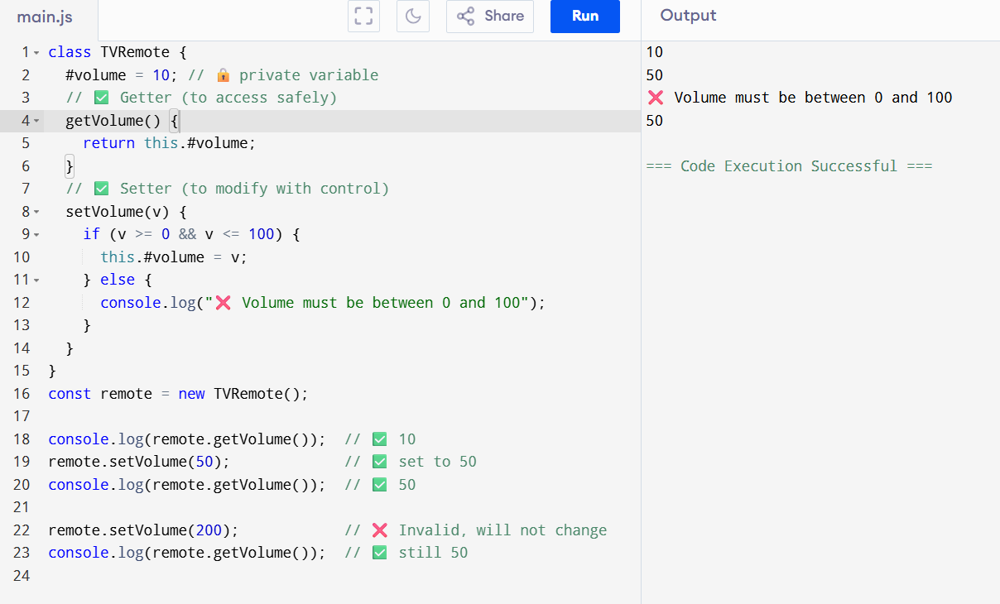 main.js
Share
Run
Output
1 class TVRemote {
2   #volume = 10; // 🔒 private variable
3   // ✅ Getter (to access safely)
4   getVolume() {
5     return this.#volume;
6   }
7   // ✅ Setter (to modify with control)
8   setVolume(v) {
9     if (v >= 0 && v <= 100) {
10       this.#volume = v;
11     } else {
12       console.log("❌ Volume must be between 0 and 100");
13     }
14   }
15 }
16 const remote = new TVRemote();
17
18 console.log(remote.getVolume());  // ✅ 10
19 remote.setVolume(50);             // ✅ set to 50
20 console.log(remote.getVolume());  // ✅ 50
21
22 remote.setVolume(200);            // ❌ Invalid, will not change
23 console.log(remote.getVolume());  // ✅ still 50
24
10
50
❌ Volume must be between 0 and 100
50
=== Code Execution Successful ===